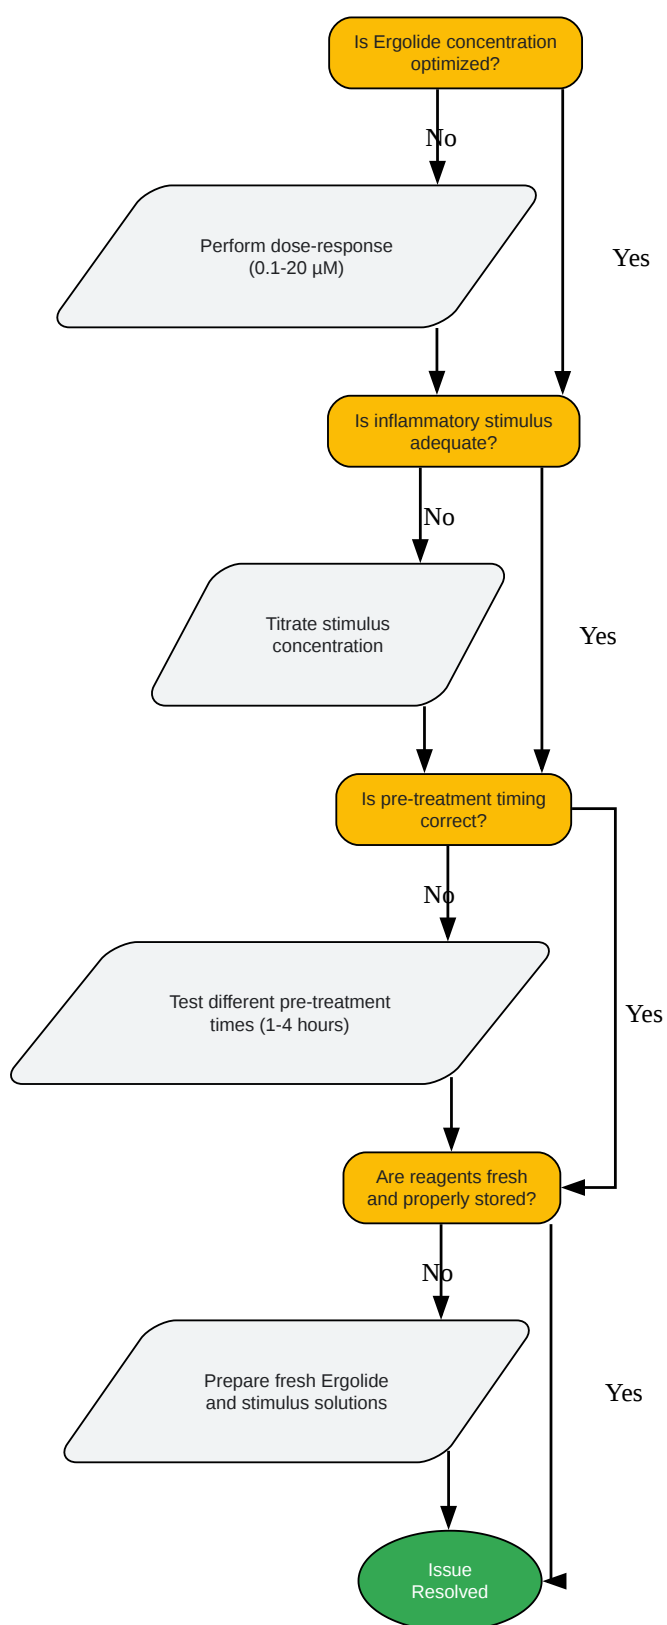 Is Ergolide concentration
optimized?
No
Yes
Perform dose-response
(0.1-20 µM)
Is inflammatory stimulus
adequate?
No
Yes
Titrate stimulus
concentration
Is pre-treatment timing
correct?
No
Yes
Test different pre-treatment
times (1-4 hours)
Are reagents fresh
and properly stored?
No
Yes
Prepare fresh Ergolide
and stimulus solutions
Issue
Resolved